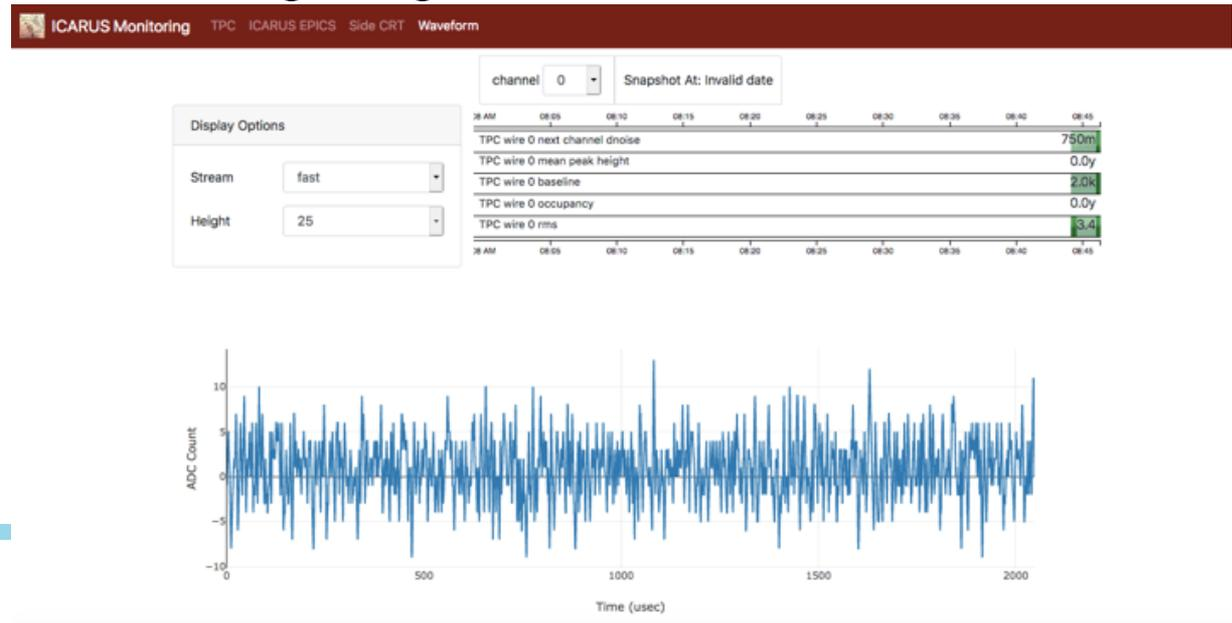 ICARUS Monitoring TPC ICARUS EPICS Side CRT Waveform
channel 0 Snapshot At: Invalid date
Display Options
Stream fast
Height 25
08 AM 08:05 08:10 08:15 08:20 08:25 08:30 08:35 08:40 08:45
TPC wire 0 next channel dnoise 750m
TPC wire 0 mean peak height 0.0y
TPC wire 0 baseline 2.0k
TPC wire 0 occupancy 0.0y
TPC wire 0 rms 3.4
08 AM 08:05 08:10 08:15 08:20 08:25 08:30 08:35 08:40 08:45
ADC Count
10
5
0
−5
−10
0 500 1000 1500 2000
Time (usec)